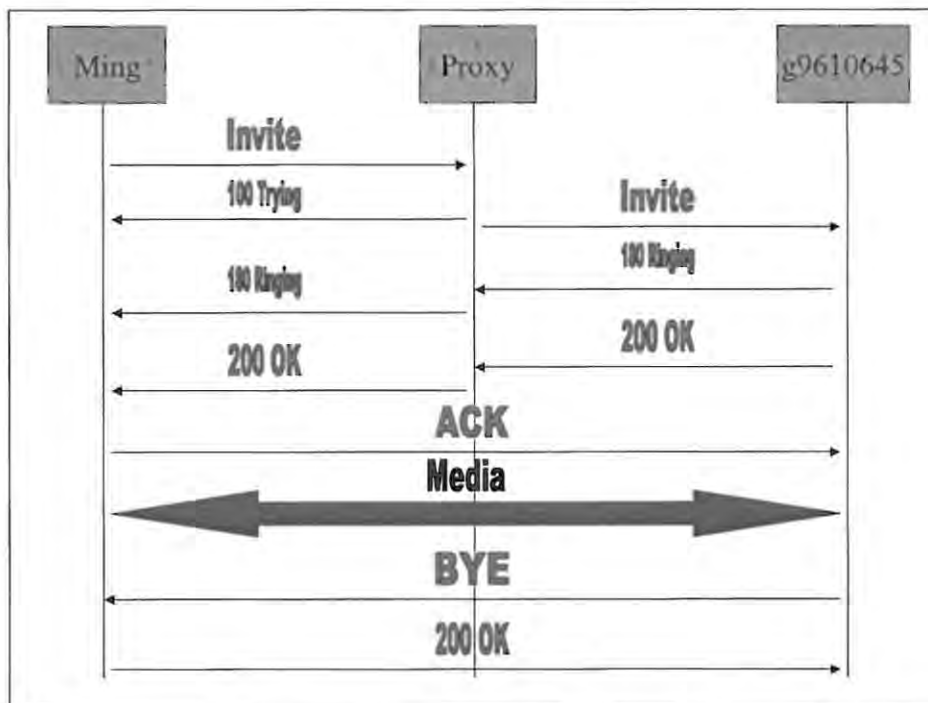 Ming
Proxy
g9610645
Invite
100 Trying
Invite
180 Ringing
180 Ringing
200 OK
200 OK
ACK
Media
BYE
200 OK